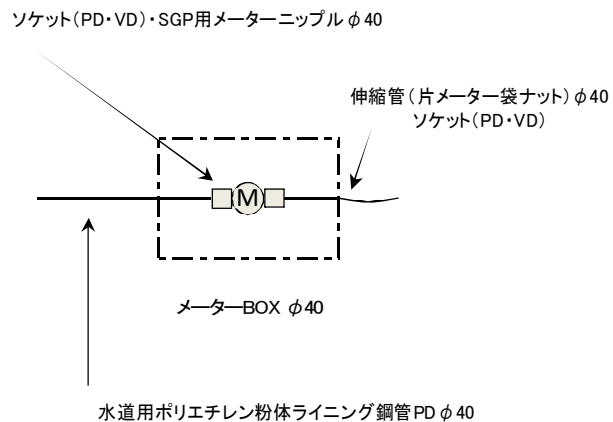 ソケット(PD・VD)・SGP用メーターニップルφ40
伸縮管(片メーター袋ナット)φ40
ソケット(PD・VD)
M
メーターBOX φ40
水道用ポリエチレン粉体ライニング鋼管PDφ40